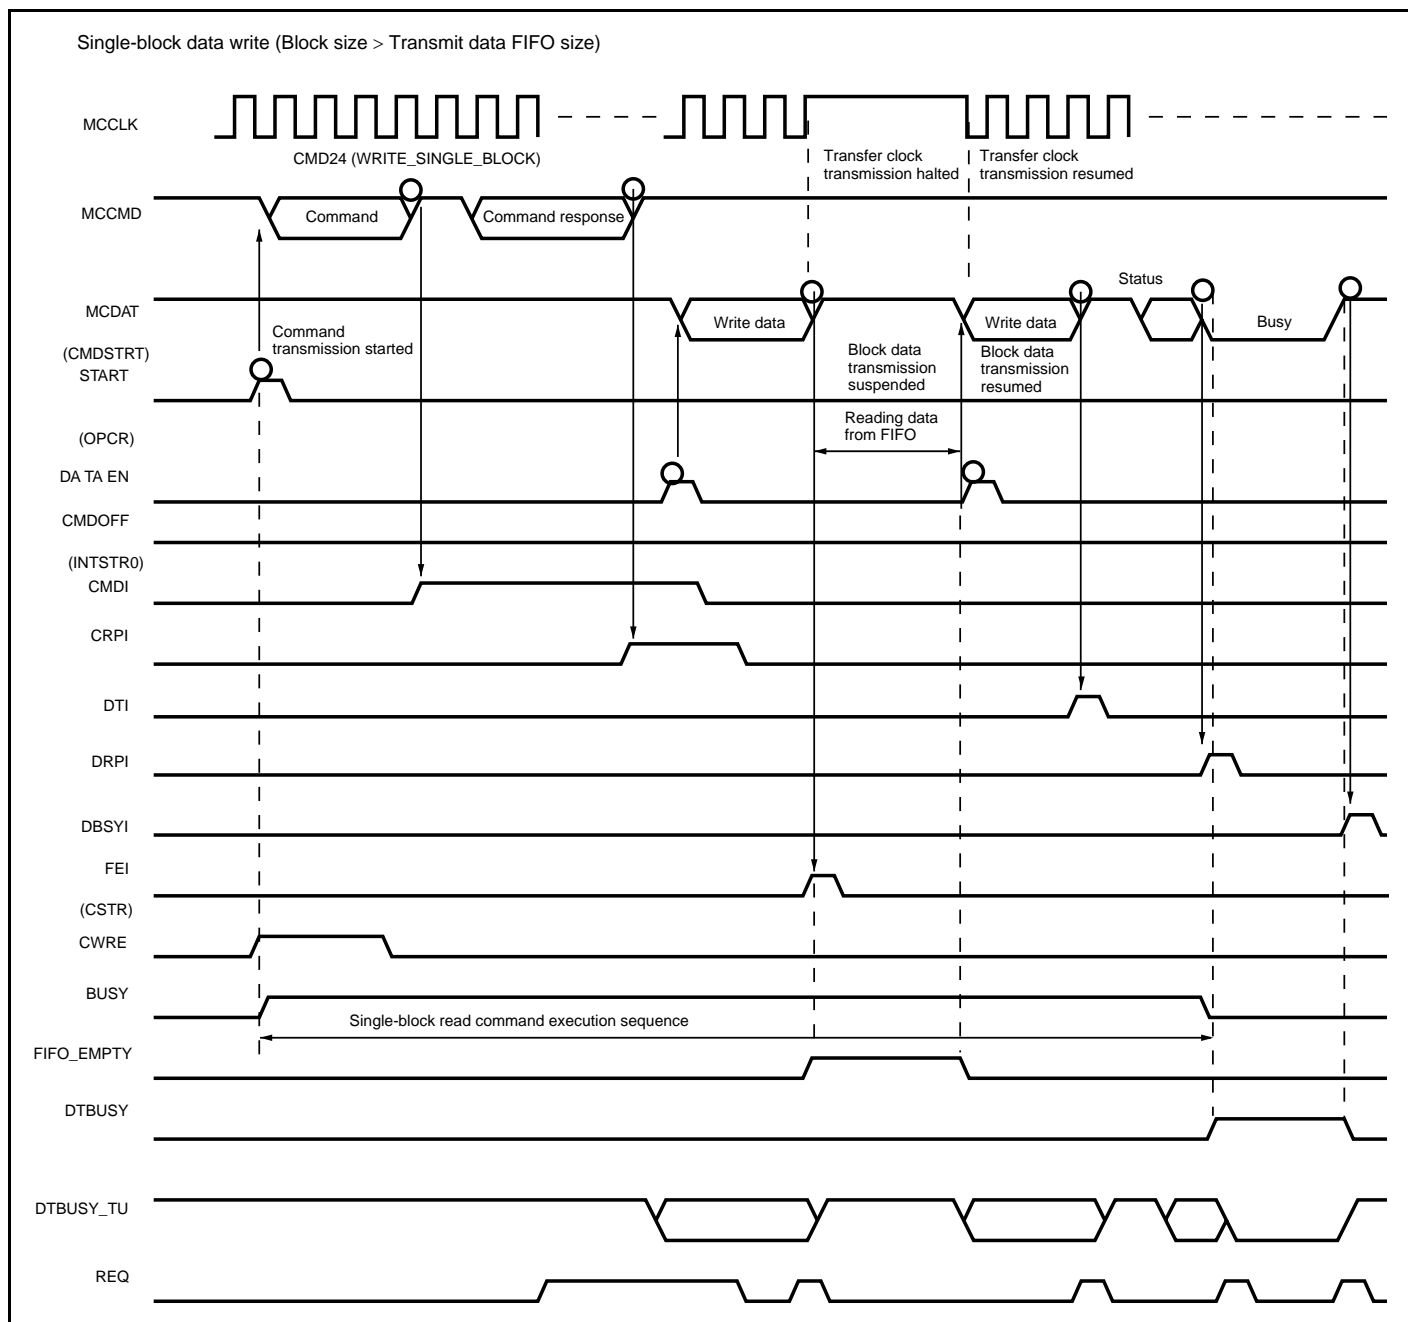 Single-block data write (Block size > Transmit data FIFO size)
MCCLK
CMD24 (WRITE_SINGLE_BLOCK)
Transfer clock
transmission halted
Transfer clock
transmission resumed
MCCMD
Command
Command response
MCDAT
Write data
Write data
Status
Busy
Command
transmission started
(CMDSTRT)
START
Block data
transmission
suspended
Block data
transmission
resumed
Reading data
from FIFO
(OPCR)
DA TA EN
CMDOFF
(INTSTR0)
CMDI
CRPI
DTI
DRPI
DBSYI
FEI
(CSTR)
CWRE
BUSY
Single-block read command execution sequence
FIFO_EMPTY
DTBUSY
DTBUSY_TU
REQ